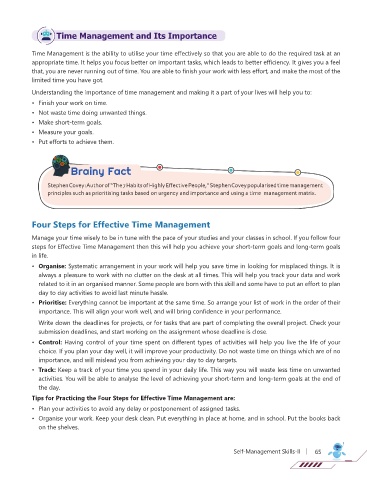 Time Management and Its Importance
Time Management is the ability to utilise your time effectively so that you are able to do the required task at an
appropriate time. It helps you focus better on important tasks, which leads to better efficiency. It gives you a feel
that, you are never running out of time. You are able to finish your work with less effort, and make the most of the
limited time you have got.
Understanding the importance of time management and making it a part of your lives will help you to:
• Finish your work on time.
• Not waste time doing unwanted things.
• Make short-term goals.
• Measure your goals.
• Put efforts to achieve them.
Brainy Fact
Stephen Covey: Author of "The 7 Habits of Highly Effective People," Stephen Covey popularised time management
principles such as prioritising tasks based on urgency and importance and using a time management matrix.
Four Steps for Effective Time Management
Manage your time wisely to be in tune with the pace of your studies and your classes in school. If you follow four
steps for Effective Time Management then this will help you achieve your short-term goals and long-term goals
in life.
• Organise: Systematic arrangement in your work will help you save time in looking for misplaced things. It is
always a pleasure to work with no clutter on the desk at all times. This will help you track your data and work
related to it in an organised manner. Some people are born with this skill and some have to put an effort to plan
day to day activities to avoid last minute hassle.
• Prioritise: Everything cannot be important at the same time. So arrange your list of work in the order of their
importance. This will align your work well, and will bring confidence in your performance.
Write down the deadlines for projects, or for tasks that are part of completing the overall project. Check your
submission deadlines, and start working on the assignment whose deadline is close.
• Control: Having control of your time spent on different types of activities will help you live the life of your
choice. If you plan your day well, it will improve your productivity. Do not waste time on things which are of no
importance, and will mislead you from achieving your day to day targets.
• Track: Keep a track of your time you spend in your daily life. This way you will waste less time on unwanted
activities. You will be able to analyse the level of achieving your short-term and long-term goals at the end of
the day.
Tips for Practicing the Four Steps for Effective Time Management are:
• Plan your activities to avoid any delay or postponement of assigned tasks.
• Organise your work. Keep your desk clean. Put everything in place at home, and in school. Put the books back
on the shelves.
Self-Management Skills-II | 65